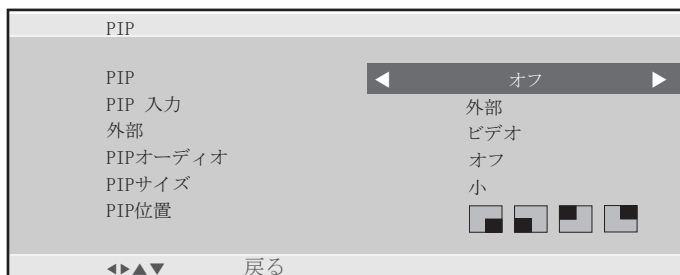 PIP
PIP オフ
PIP 入力 外部
外部 ビデオ
PIPオーディオ オフ
PIPサイズ 小
PIP位置
戻る